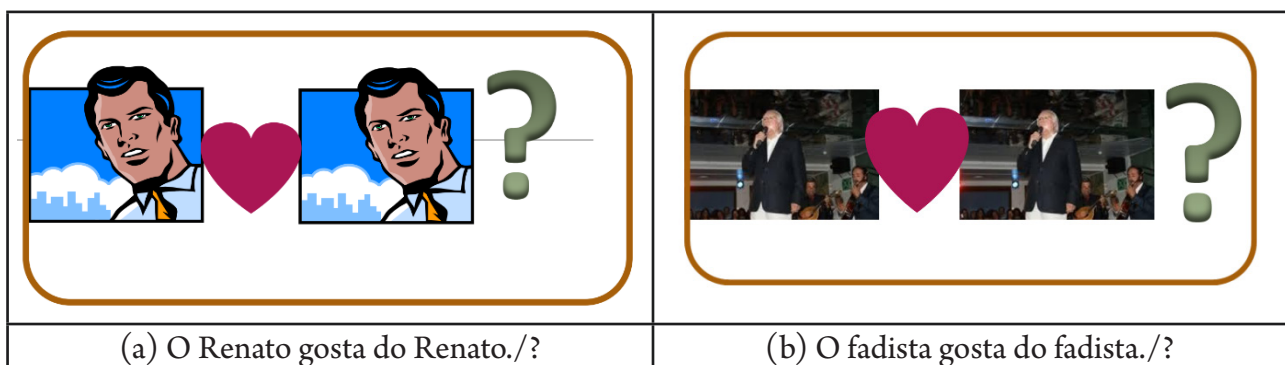 ?
?
(a) O Renato gosta do Renato./?
(b) O fadista gosta do fadista./?